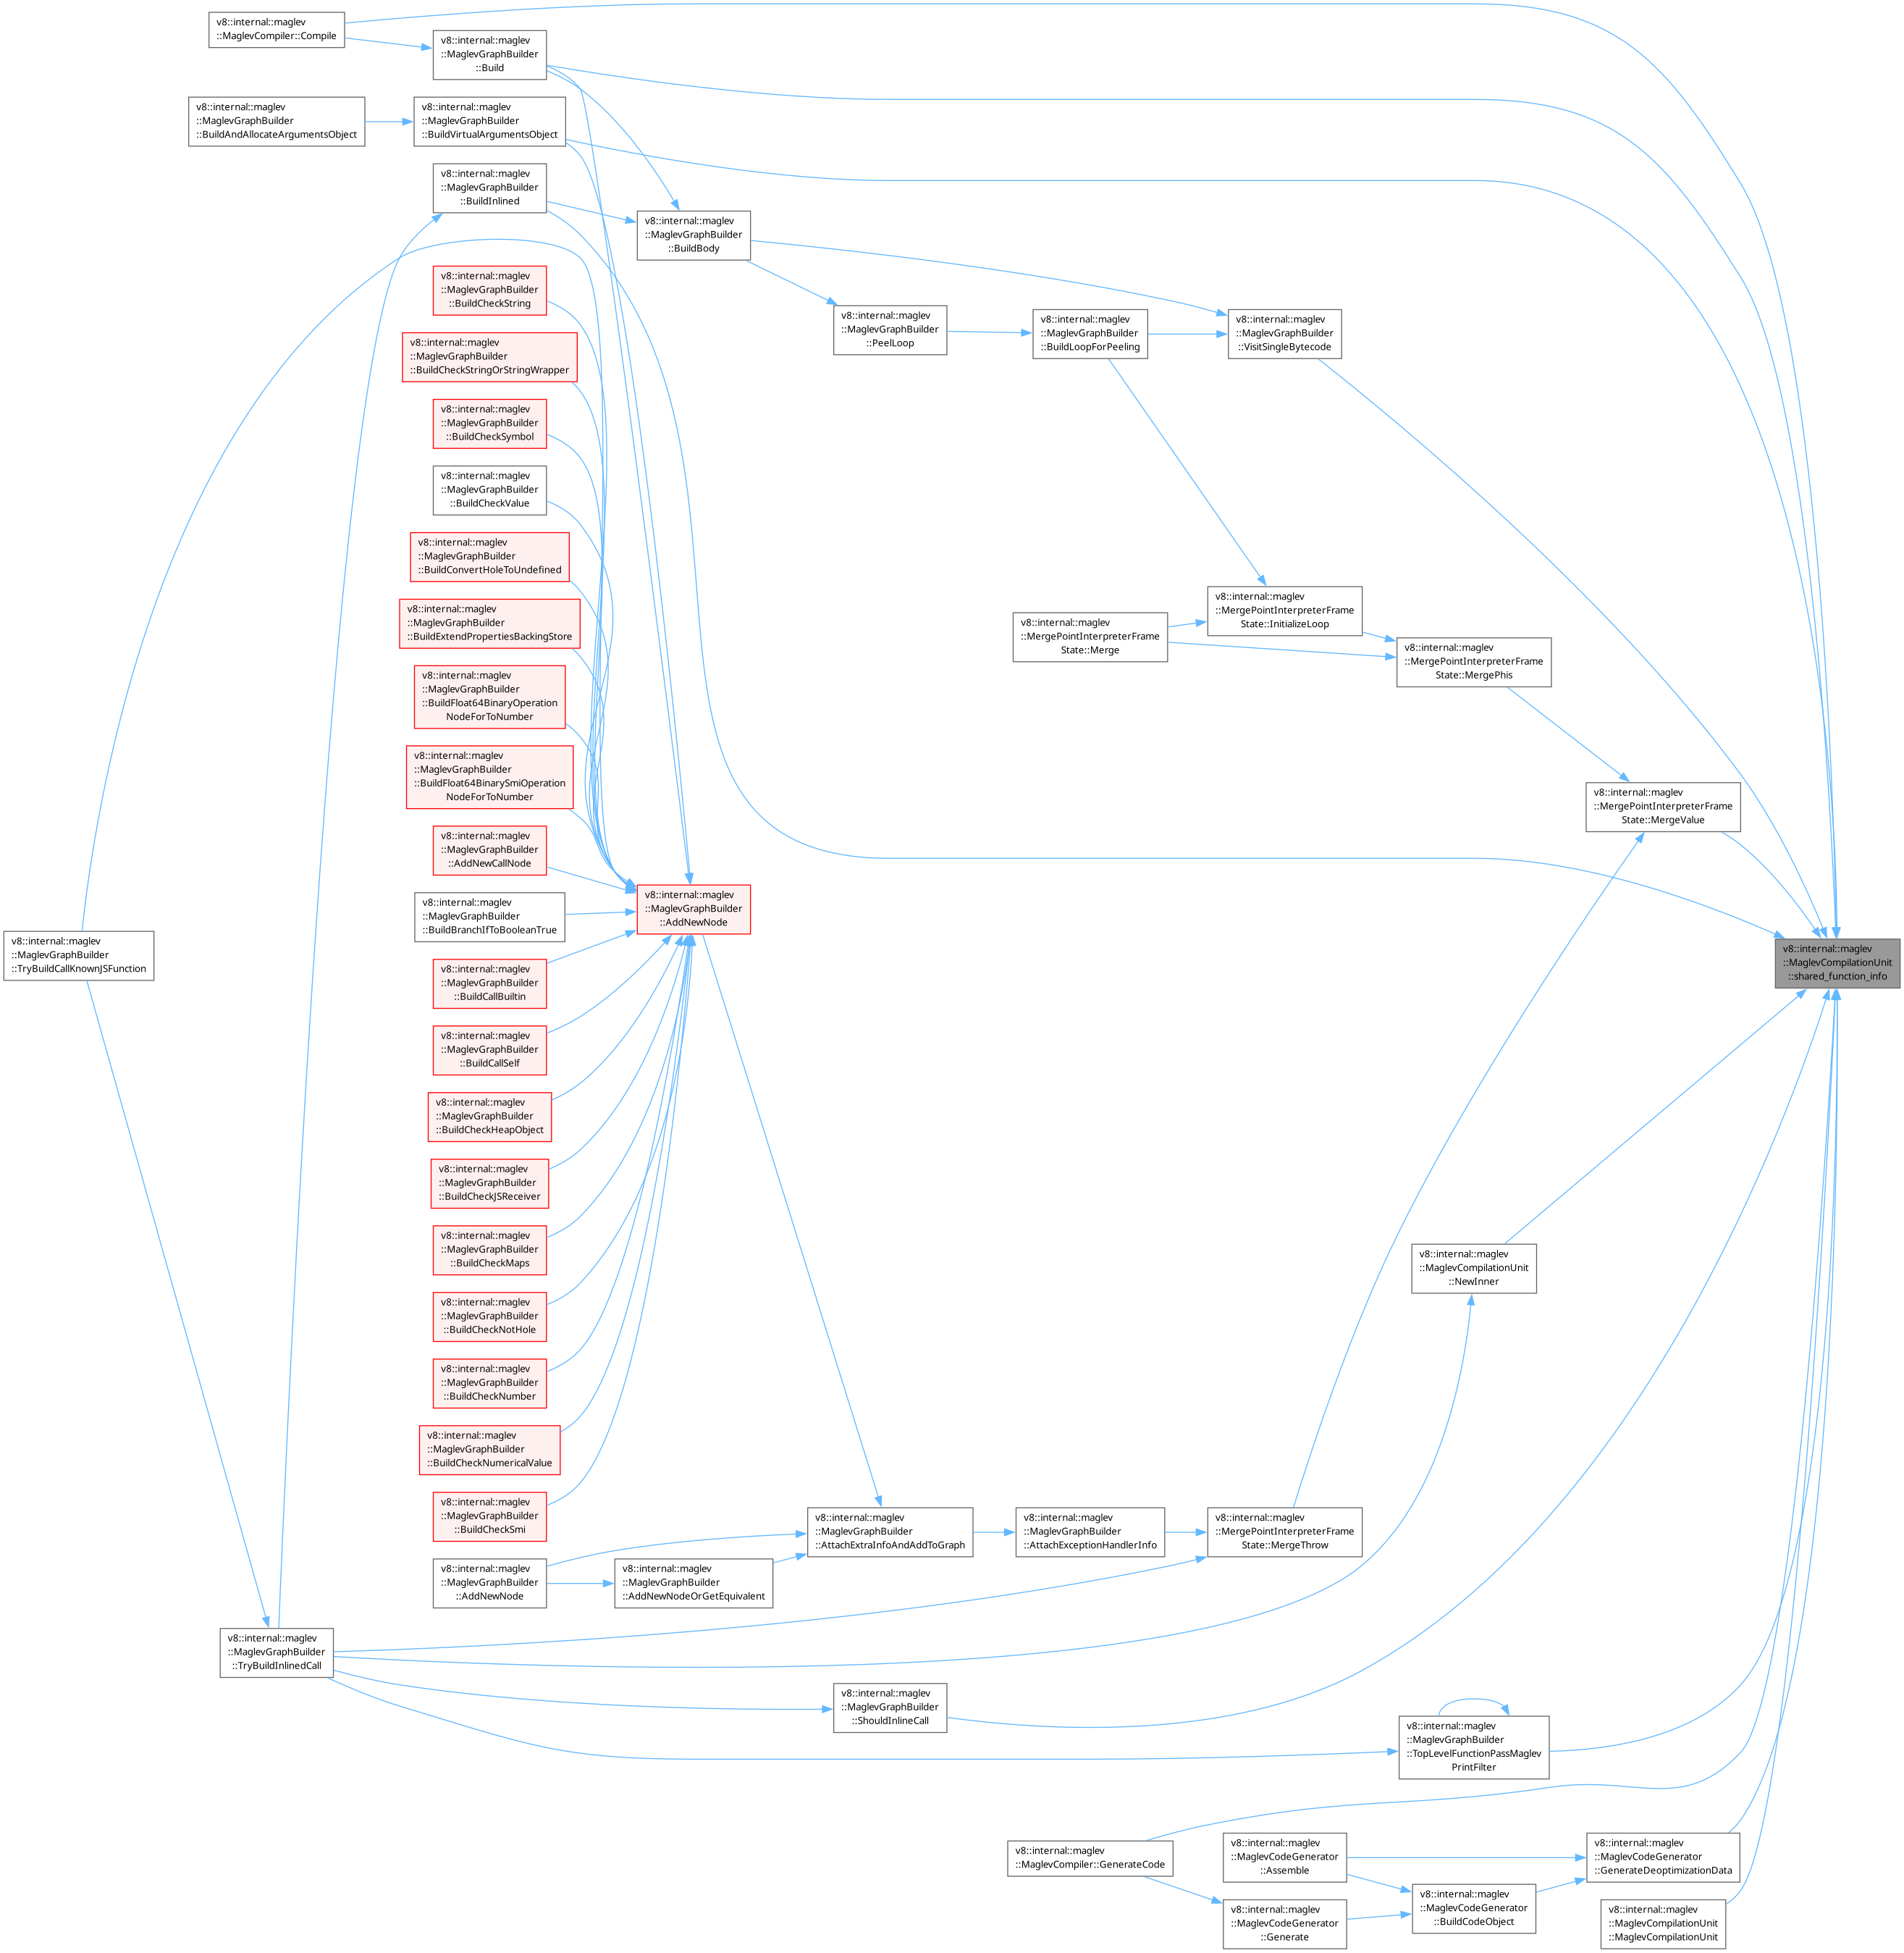 v8::internal::maglev
::MaglevCompiler::Compile
v8::internal::maglev
::MaglevGraphBuilder
::Build
v8::internal::maglev
::MaglevGraphBuilder
::BuildAndAllocateArgumentsObject
v8::internal::maglev
::MaglevGraphBuilder
::BuildVirtualArgumentsObject
v8::internal::maglev
::MaglevGraphBuilder
::BuildInlined
v8::internal::maglev
::MaglevGraphBuilder
::BuildBody
v8::internal::maglev
::MaglevGraphBuilder
::BuildCheckString
v8::internal::maglev
::MaglevGraphBuilder
::PeelLoop
v8::internal::maglev
::MaglevGraphBuilder
::BuildLoopForPeeling
v8::internal::maglev
::MaglevGraphBuilder
::VisitSingleBytecode
v8::internal::maglev
::MaglevGraphBuilder
::BuildCheckStringOrStringWrapper
v8::internal::maglev
::MaglevGraphBuilder
::BuildCheckSymbol
v8::internal::maglev
::MaglevGraphBuilder
::BuildCheckValue
v8::internal::maglev
::MaglevGraphBuilder
::BuildConvertHoleToUndefined
v8::internal::maglev
::MaglevGraphBuilder
::BuildExtendPropertiesBackingStore
v8::internal::maglev
::MergePointInterpreterFrame
State::Merge
v8::internal::maglev
::MergePointInterpreterFrame
State::InitializeLoop
v8::internal::maglev
::MergePointInterpreterFrame
State::MergePhis
v8::internal::maglev
::MaglevGraphBuilder
::BuildFloat64BinaryOperation
NodeForToNumber
v8::internal::maglev
::MaglevGraphBuilder
::BuildFloat64BinarySmiOperation
NodeForToNumber
v8::internal::maglev
::MergePointInterpreterFrame
State::MergeValue
v8::internal::maglev
::MaglevGraphBuilder
::AddNewCallNode
v8::internal::maglev
::MaglevGraphBuilder
::AddNewNode
v8::internal::maglev
::MaglevGraphBuilder
::BuildBranchIfToBooleanTrue
v8::internal::maglev
::MaglevGraphBuilder
::TryBuildCallKnownJSFunction
v8::internal::maglev
::MaglevCompilationUnit
::shared_function_info
v8::internal::maglev
::MaglevGraphBuilder
::BuildCallBuiltin
v8::internal::maglev
::MaglevGraphBuilder
::BuildCallSelf
v8::internal::maglev
::MaglevGraphBuilder
::BuildCheckHeapObject
v8::internal::maglev
::MaglevGraphBuilder
::BuildCheckJSReceiver
v8::internal::maglev
::MaglevGraphBuilder
::BuildCheckMaps
v8::internal::maglev
::MaglevCompilationUnit
::NewInner
v8::internal::maglev
::MaglevGraphBuilder
::BuildCheckNotHole
v8::internal::maglev
::MaglevGraphBuilder
::BuildCheckNumber
v8::internal::maglev
::MaglevGraphBuilder
::BuildCheckNumericalValue
v8::internal::maglev
::MaglevGraphBuilder
::BuildCheckSmi
v8::internal::maglev
::MaglevGraphBuilder
::AttachExtraInfoAndAddToGraph
v8::internal::maglev
::MaglevGraphBuilder
::AttachExceptionHandlerInfo
v8::internal::maglev
::MergePointInterpreterFrame
State::MergeThrow
v8::internal::maglev
::MaglevGraphBuilder
::AddNewNode
v8::internal::maglev
::MaglevGraphBuilder
::AddNewNodeOrGetEquivalent
v8::internal::maglev
::MaglevGraphBuilder
::TryBuildInlinedCall
v8::internal::maglev
::MaglevGraphBuilder
::ShouldInlineCall
v8::internal::maglev
::MaglevGraphBuilder
::TopLevelFunctionPassMaglev
PrintFilter
v8::internal::maglev
::MaglevCompiler::GenerateCode
v8::internal::maglev
::MaglevCodeGenerator
::Assemble
v8::internal::maglev
::MaglevCodeGenerator
::GenerateDeoptimizationData
v8::internal::maglev
::MaglevCodeGenerator
::BuildCodeObject
v8::internal::maglev
::MaglevCodeGenerator
::Generate
v8::internal::maglev
::MaglevCompilationUnit
::MaglevCompilationUnit